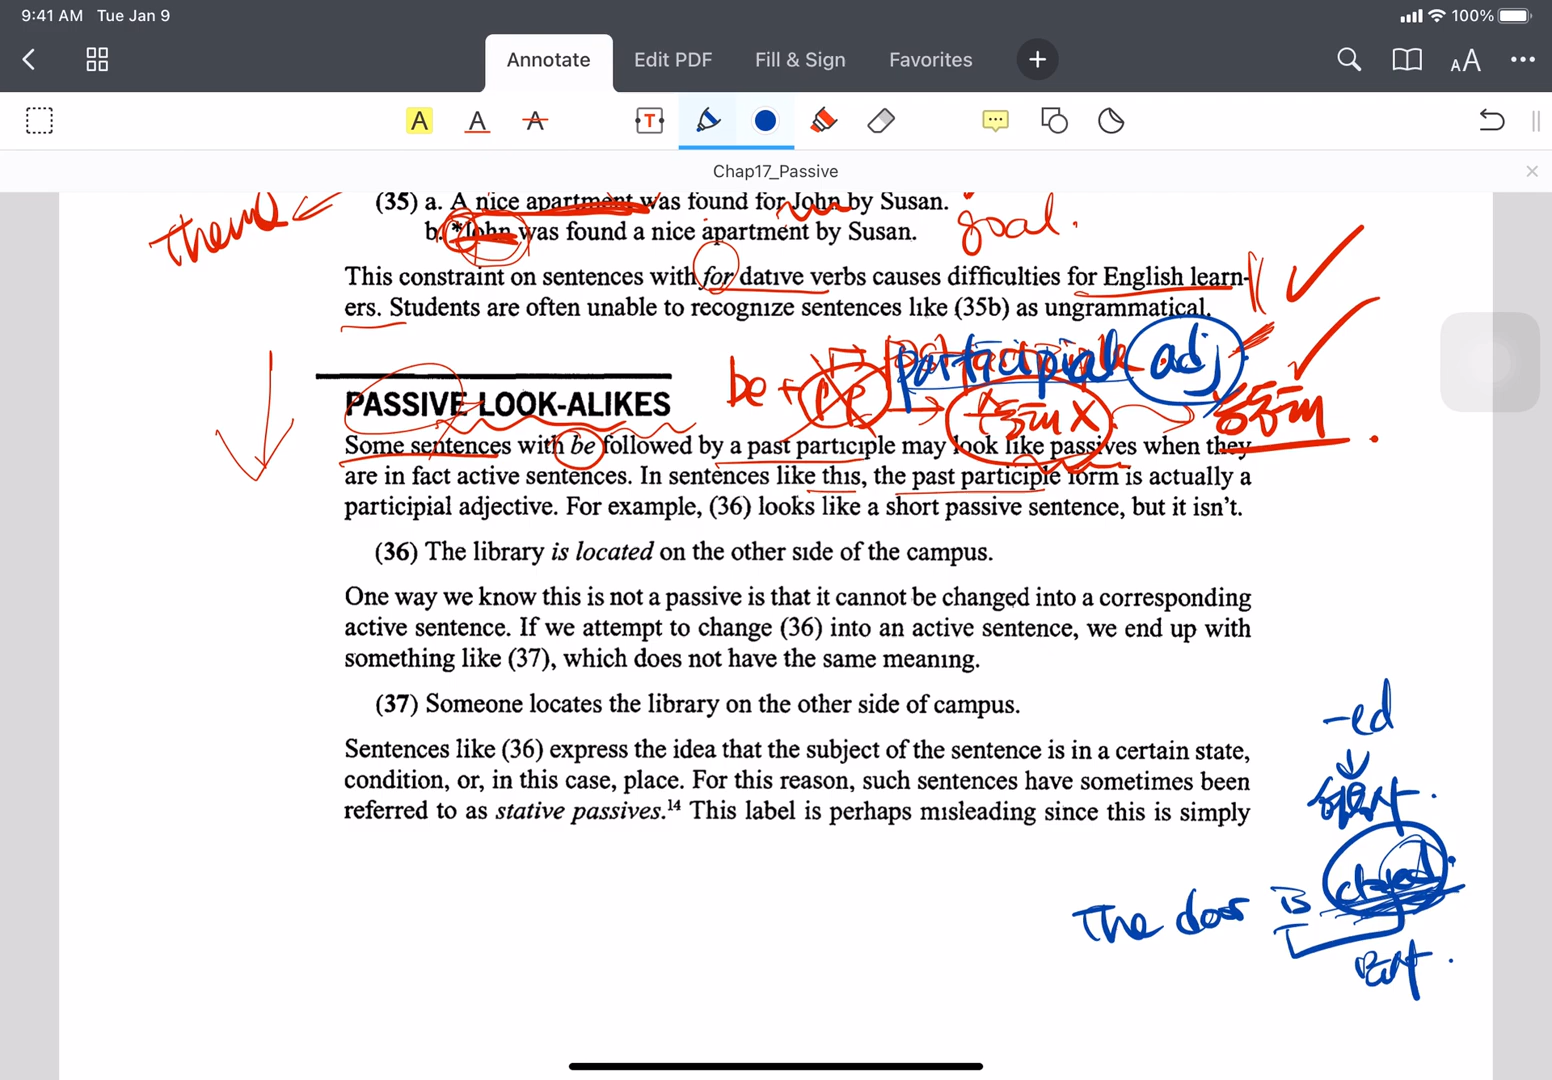 9:41 AM Tue Jan 9
100%
Annotate
Edit PDF
Fill & Sign
Favorites
Chap17_Passive
(35) a. A nice apartment was found for John by Susan.
b. *John was found a nice apartment by Susan.
theme
goal.
This constraint on sentences with for dative verbs causes difficulties for English learn-
ers. Students are often unable to recognize sentences like (35b) as ungrammatical.
be +
participial adj
PASSIVE LOOK-ALIKES
수동태 X
능동태.
Some sentences with be followed by a past participle may look like passives when they
are in fact active sentences. In sentences like this, the past participle form is actually a
participial adjective. For example, (36) looks like a short passive sentence, but it isn't.
(36) The library is located on the other side of the campus.
One way we know this is not a passive is that it cannot be changed into a corresponding
active sentence. If we attempt to change (36) into an active sentence, we end up with
something like (37), which does not have the same meaning.
(37) Someone locates the library on the other side of campus.
Sentences like (36) express the idea that the subject of the sentence is in a certain state,
condition, or, in this case, place. For this reason, such sentences have sometimes been
referred to as stative passives.14 This label is perhaps misleading since this is simply
-ed
형용사.
The door is closed.